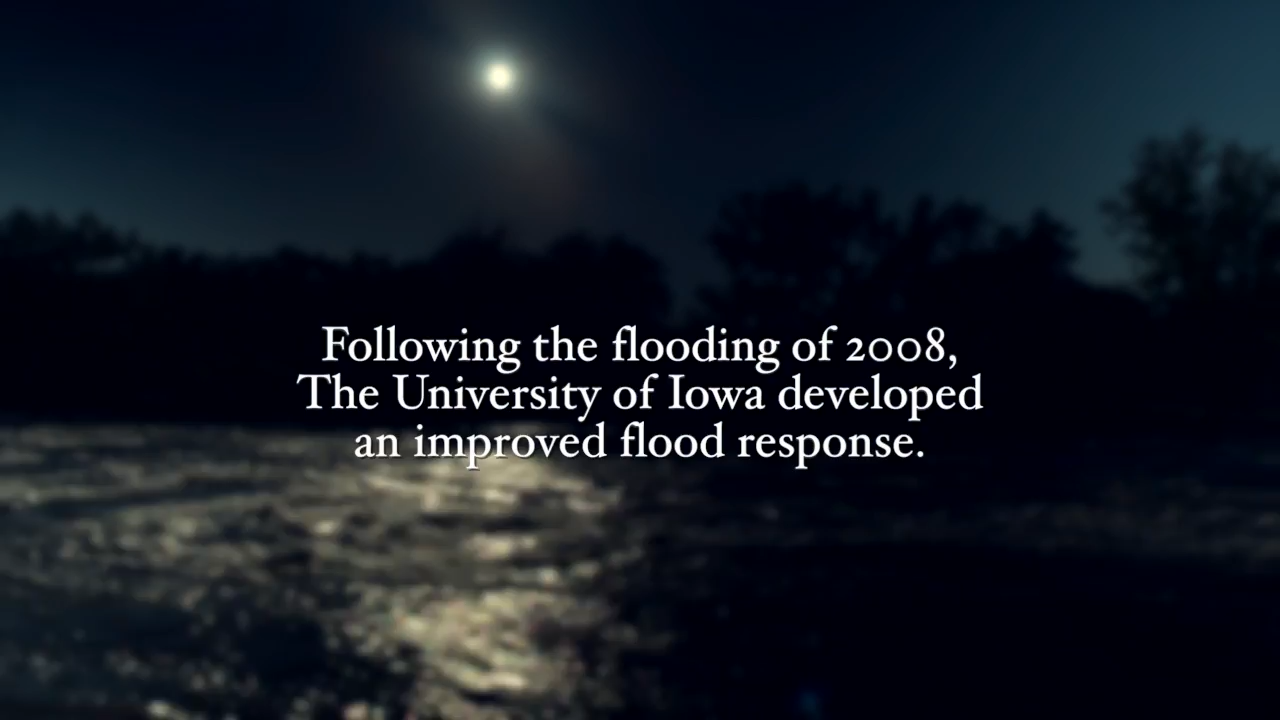 Following the flooding of 2008,
The University of Iowa developed
an improved flood response.